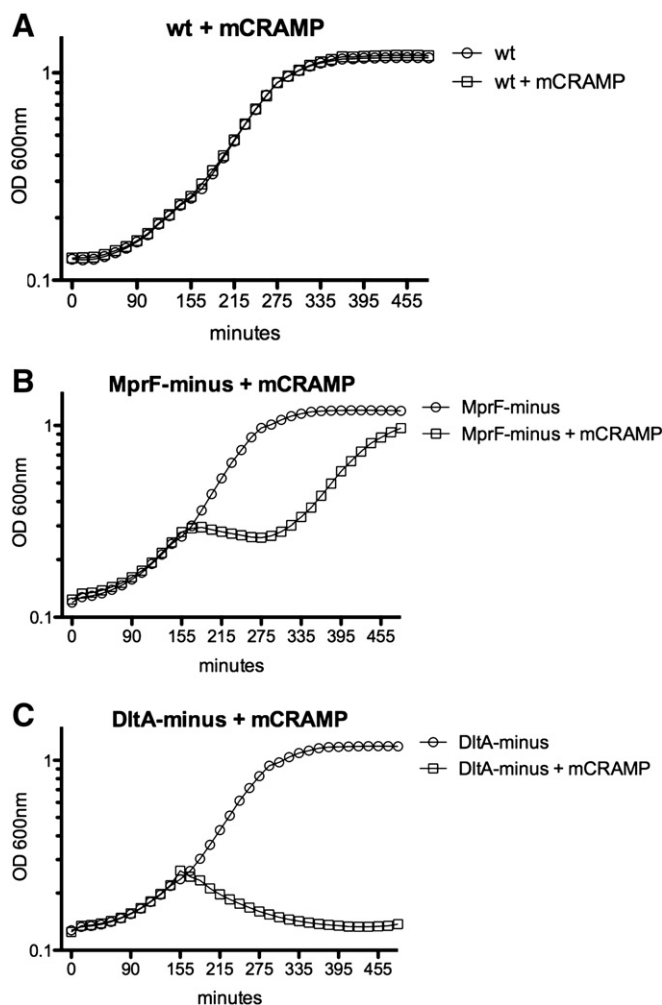 A
wt + mCRAMP
wt
wt + mCRAMP
OD 600nm
1
0.1
0 90 155 215 275 335 395 455
minutes
B
MprF-minus + mCRAMP
MprF-minus
MprF-minus + mCRAMP
OD 600nm
1
0.1
0 90 155 215 275 335 395 455
minutes
C
DltA-minus + mCRAMP
DltA-minus
DltA-minus + mCRAMP
OD 600nm
1
0.1
0 90 155 215 275 335 395 455
minutes